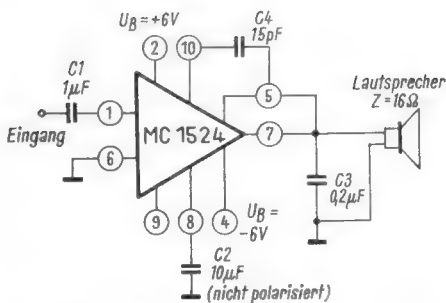 U_B = +6V
C4
15pF
2
10
C1
1µF
1
5
Lautsprecher
Z = 16Ω
Eingang
MC 1524
7
6
C3
0,2µF
9
8
4
U_B =
-6V
C2
10µF
(nicht polarisiert)